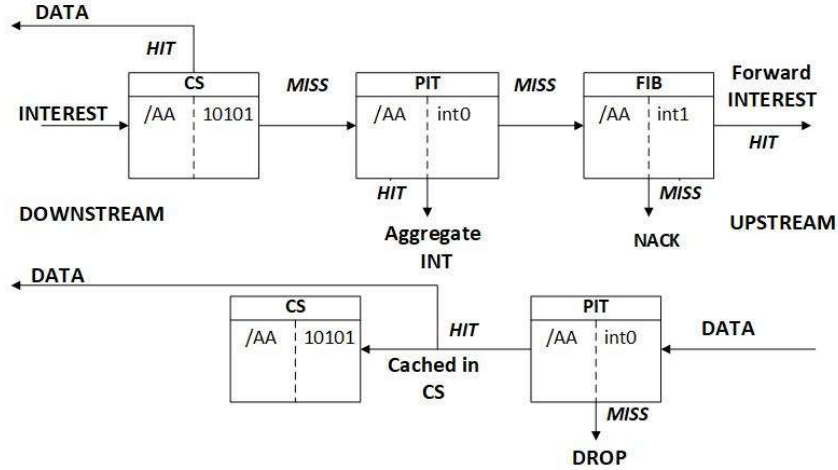 DATA
HIT
CS
MISS
PIT
MISS
FIB
Forward
INTEREST
INTEREST
/AA 10101
/AA int0
/AA int1
HIT
HIT
MISS
DOWNSTREAM
Aggregate
INT
NACK
UPSTREAM
DATA
CS
PIT
/AA 10101
HIT
/AA int0
DATA
Cached in
CS
MISS
DROP